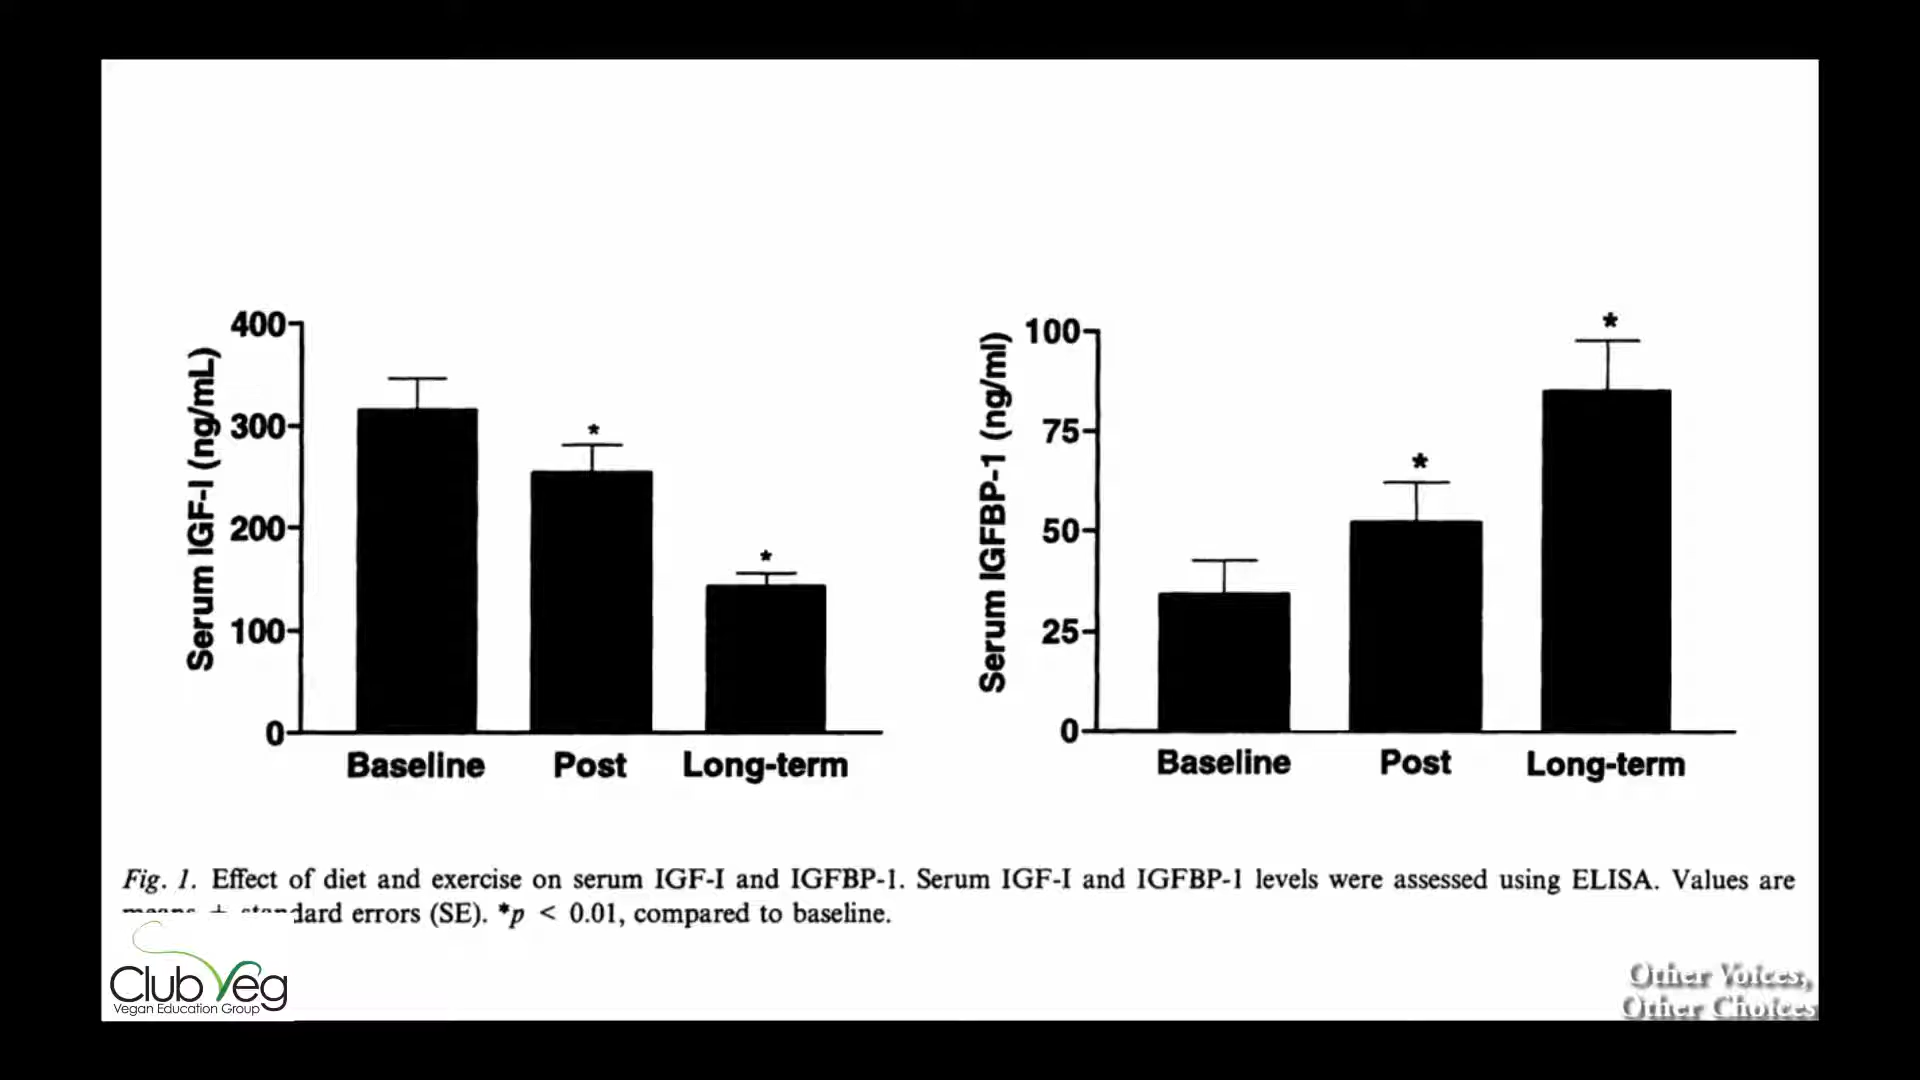 400
300
200
100
0
Serum IGF-I (ng/mL)
*
*
Baseline Post Long-term
100
75
50
25
0
Serum IGFBP-1 (ng/ml)
*
*
Baseline Post Long-term
Fig. 1. Effect of diet and exercise on serum IGF-I and IGFBP-1. Serum IGF-I and IGFBP-1 levels were assessed using ELISA. Values are
means ± standard errors (SE). *p < 0.01, compared to baseline.
Club Veg
Vegan Education Group
Other Voices,
Other Choices